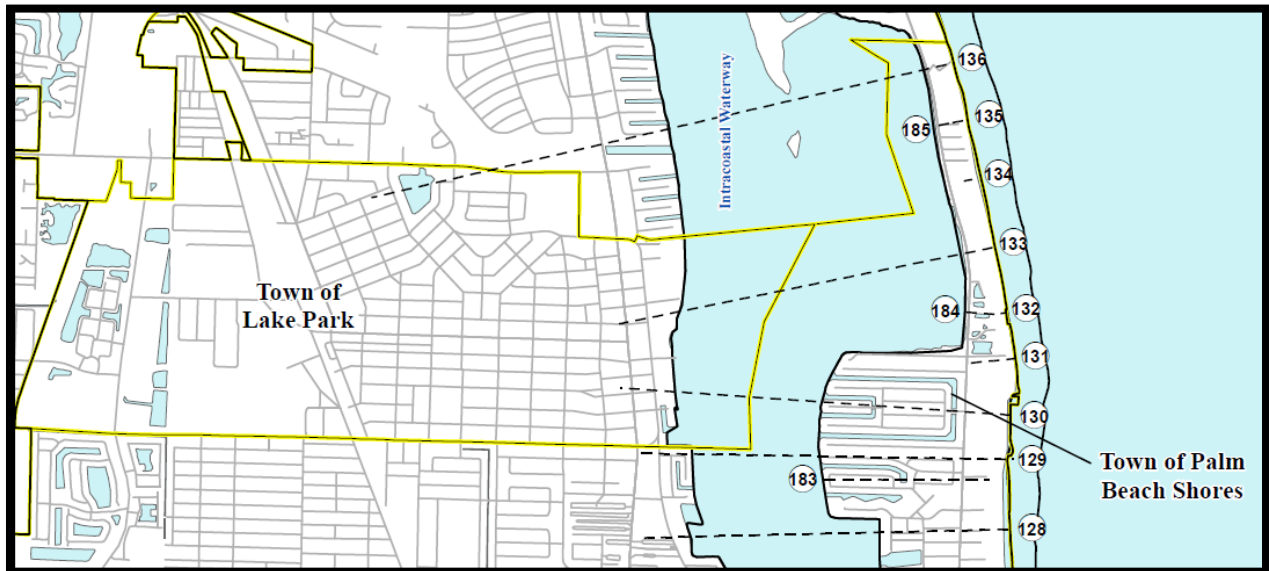 Intracoastal Waterway
136
135
185
134
133
Town of
Lake Park
184
132
131
130
129
Town of Palm
Beach Shores
183
128